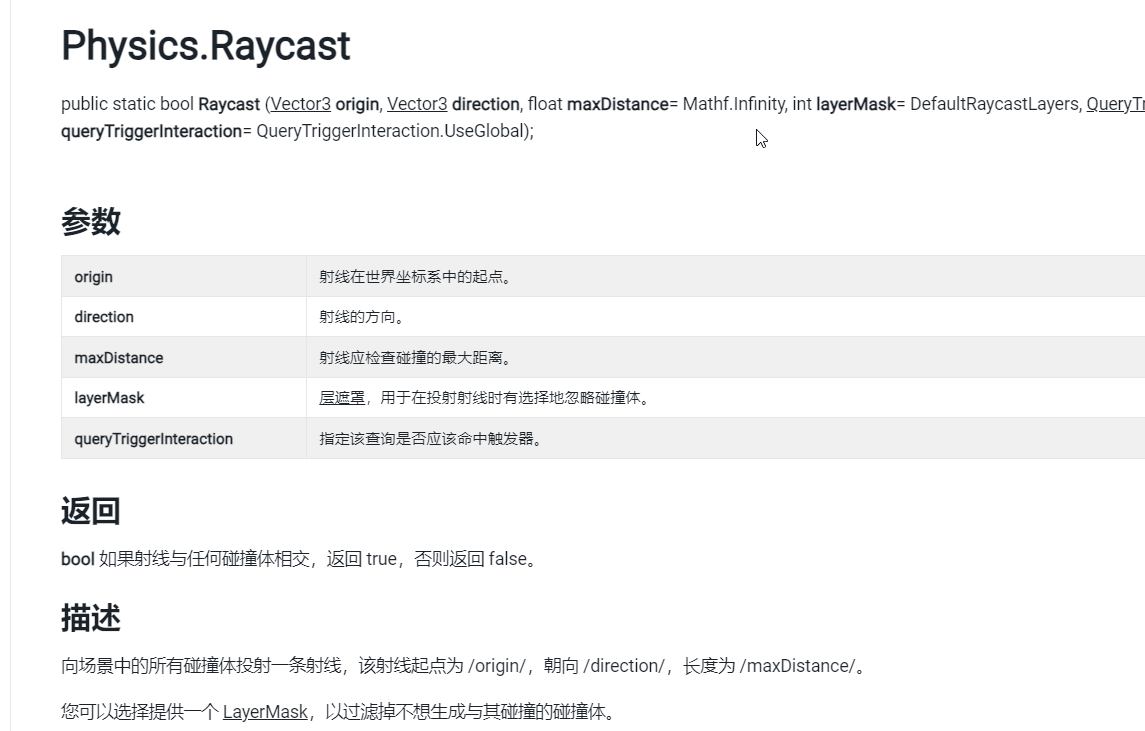 Physics.Raycast
public static bool Raycast (Vector3 origin, Vector3 direction, float maxDistance= Mathf.Infinity, int layerMask= DefaultRaycastLayers, QueryTr
queryTriggerInteraction= QueryTriggerInteraction.UseGlobal);
参数
origin 射线在世界坐标系中的起点。
direction 射线的方向。
maxDistance 射线应检查碰撞的最大距离。
layerMask 层遮罩，用于在投射射线时有选择地忽略碰撞体。
queryTriggerInteraction 指定该查询是否应该命中触发器。
返回
bool 如果射线与任何碰撞体相交，返回 true，否则返回 false。
描述
向场景中的所有碰撞体投射一条射线，该射线起点为 /origin/，朝向 /direction/，长度为 /maxDistance/。
您可以选择提供一个 LayerMask，以过滤掉不想生成与其碰撞的碰撞体。